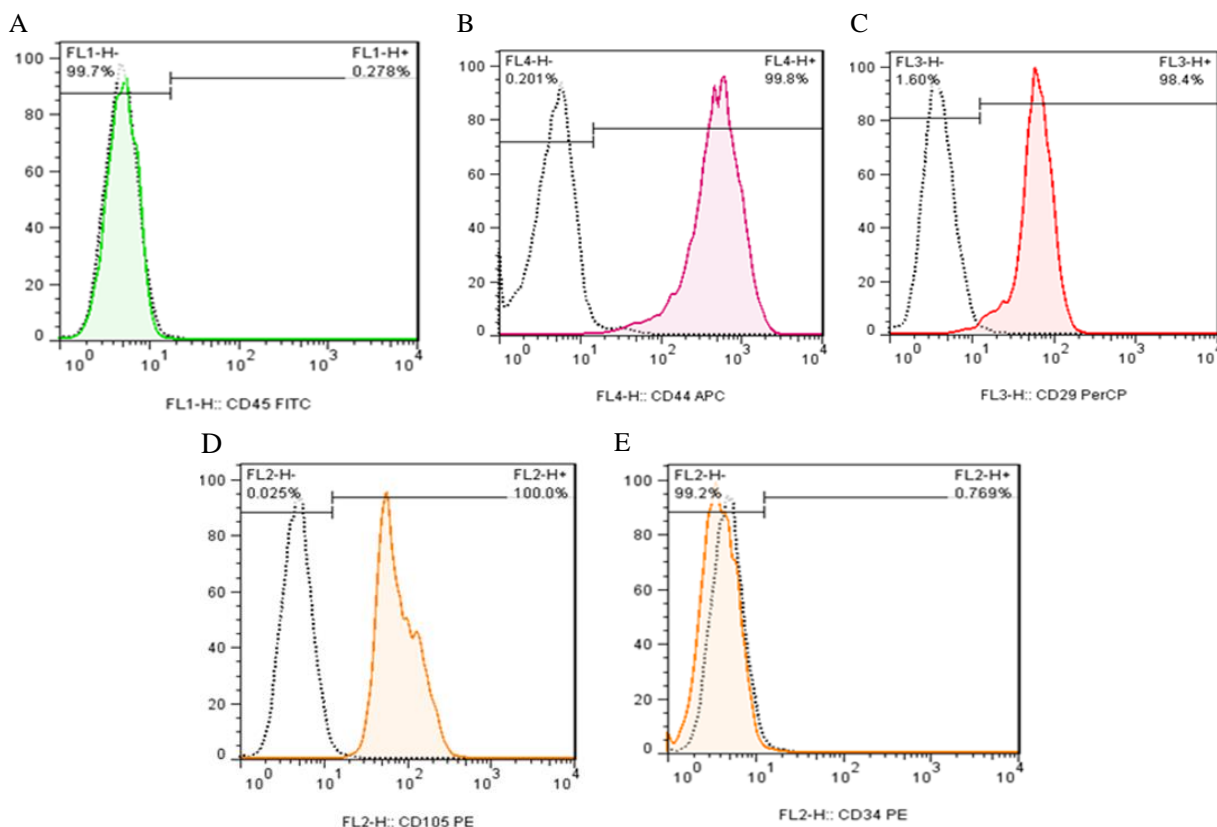 A
FL1-H-
99.7%
FL1-H+
0.278%
100
80
60
40
20
0
10^0 10^1 10^2 10^3 10^4
FL1-H:: CD45 FITC
B
FL4-H-
0.201%
FL4-H+
99.8%
100
80
60
40
20
0
10^0 10^1 10^2 10^3 10^4
FL4-H:: CD44 APC
C
FL3-H-
1.60%
FL3-H+
98.4%
100
80
60
40
20
0
10^0 10^1 10^2 10^3 10^4
FL3-H:: CD29 PerCP
D
FL2-H-
0.025%
FL2-H+
100.0%
100
80
60
40
20
0
10^0 10^1 10^2 10^3 10^4
FL2-H:: CD105 PE
E
FL2-H-
99.2%
FL2-H+
0.769%
100
80
60
40
20
0
10^0 10^1 10^2 10^3 10^4
FL2-H:: CD34 PE